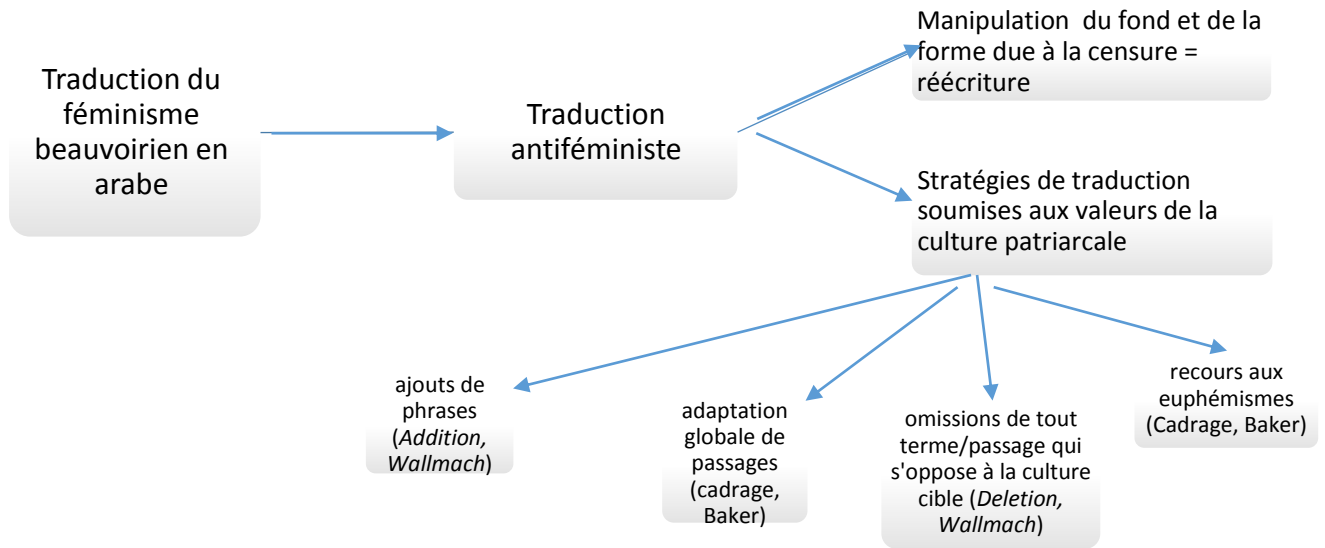 Traduction du
féminisme
beauvoirien en
arabe
Traduction
antiféministe
Manipulation du fond et de la
forme due à la censure =
réécriture
Stratégies de traduction
soumises aux valeurs de la
culture patriarcale
ajouts de
phrases
(Addition,
Wallmach)
adaptation
globale de
passages
(cadrage,
Baker)
omissions de tout
terme/passage qui
s'oppose à la culture
cible (Deletion,
Wallmach)
recours aux
euphémismes
(Cadrage, Baker)